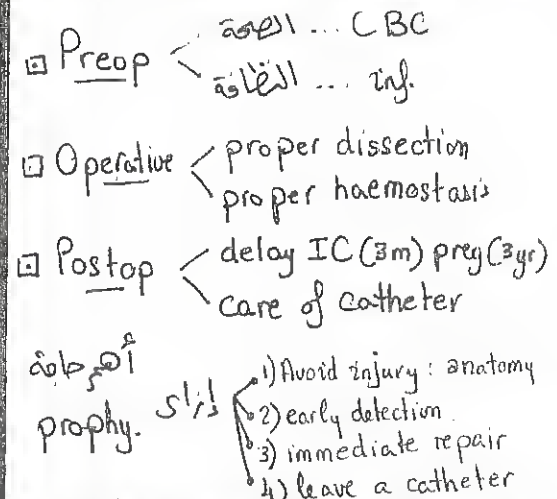 Preop
الصحة ... CBC
النظافة ... inf.
Operative
proper dissection
proper haemostasis
Postop
delay IC (3m) preg (3yr)
care of catheter
أهم حاجة
prophy. إزاي
1) Avoid injury : anatomy
2) early detection
3) immediate repair
4) leave a catheter